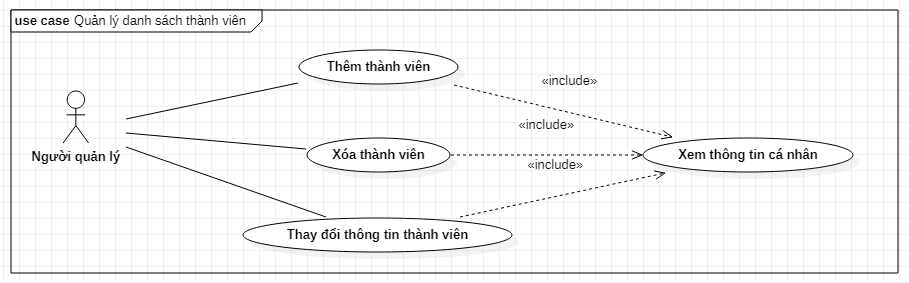 use case Quản lý danh sách thành viên
Thêm thành viên
«include»
«include»
Người quản lý
Xóa thành viên
Xem thông tin cá nhân
«include»
Thay đổi thông tin thành viên